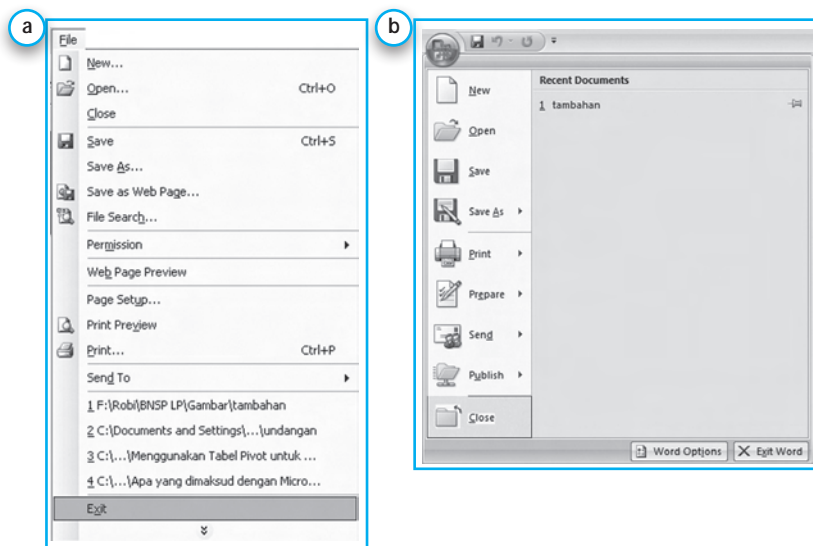 a
File
New...
Open... Ctrl+O
Close
Save Ctrl+S
Save As...
Save as Web Page...
File Search...
Permission
Web Page Preview
Page Setup...
Print Preview
Print... Ctrl+P
Send To
1 F:\Robi\BNSP LP\Gambar\tambahan
2 C:\Documents and Settings\...\undangan
3 C:\...\Menggunakan Tabel Pivot untuk ...
4 C:\...\Apa yang dimaksud dengan Micro...
Exit
b
Recent Documents
1 tambahan
New
Open
Save
Save As
Print
Prepare
Send
Publish
Close
Word Options
Exit Word